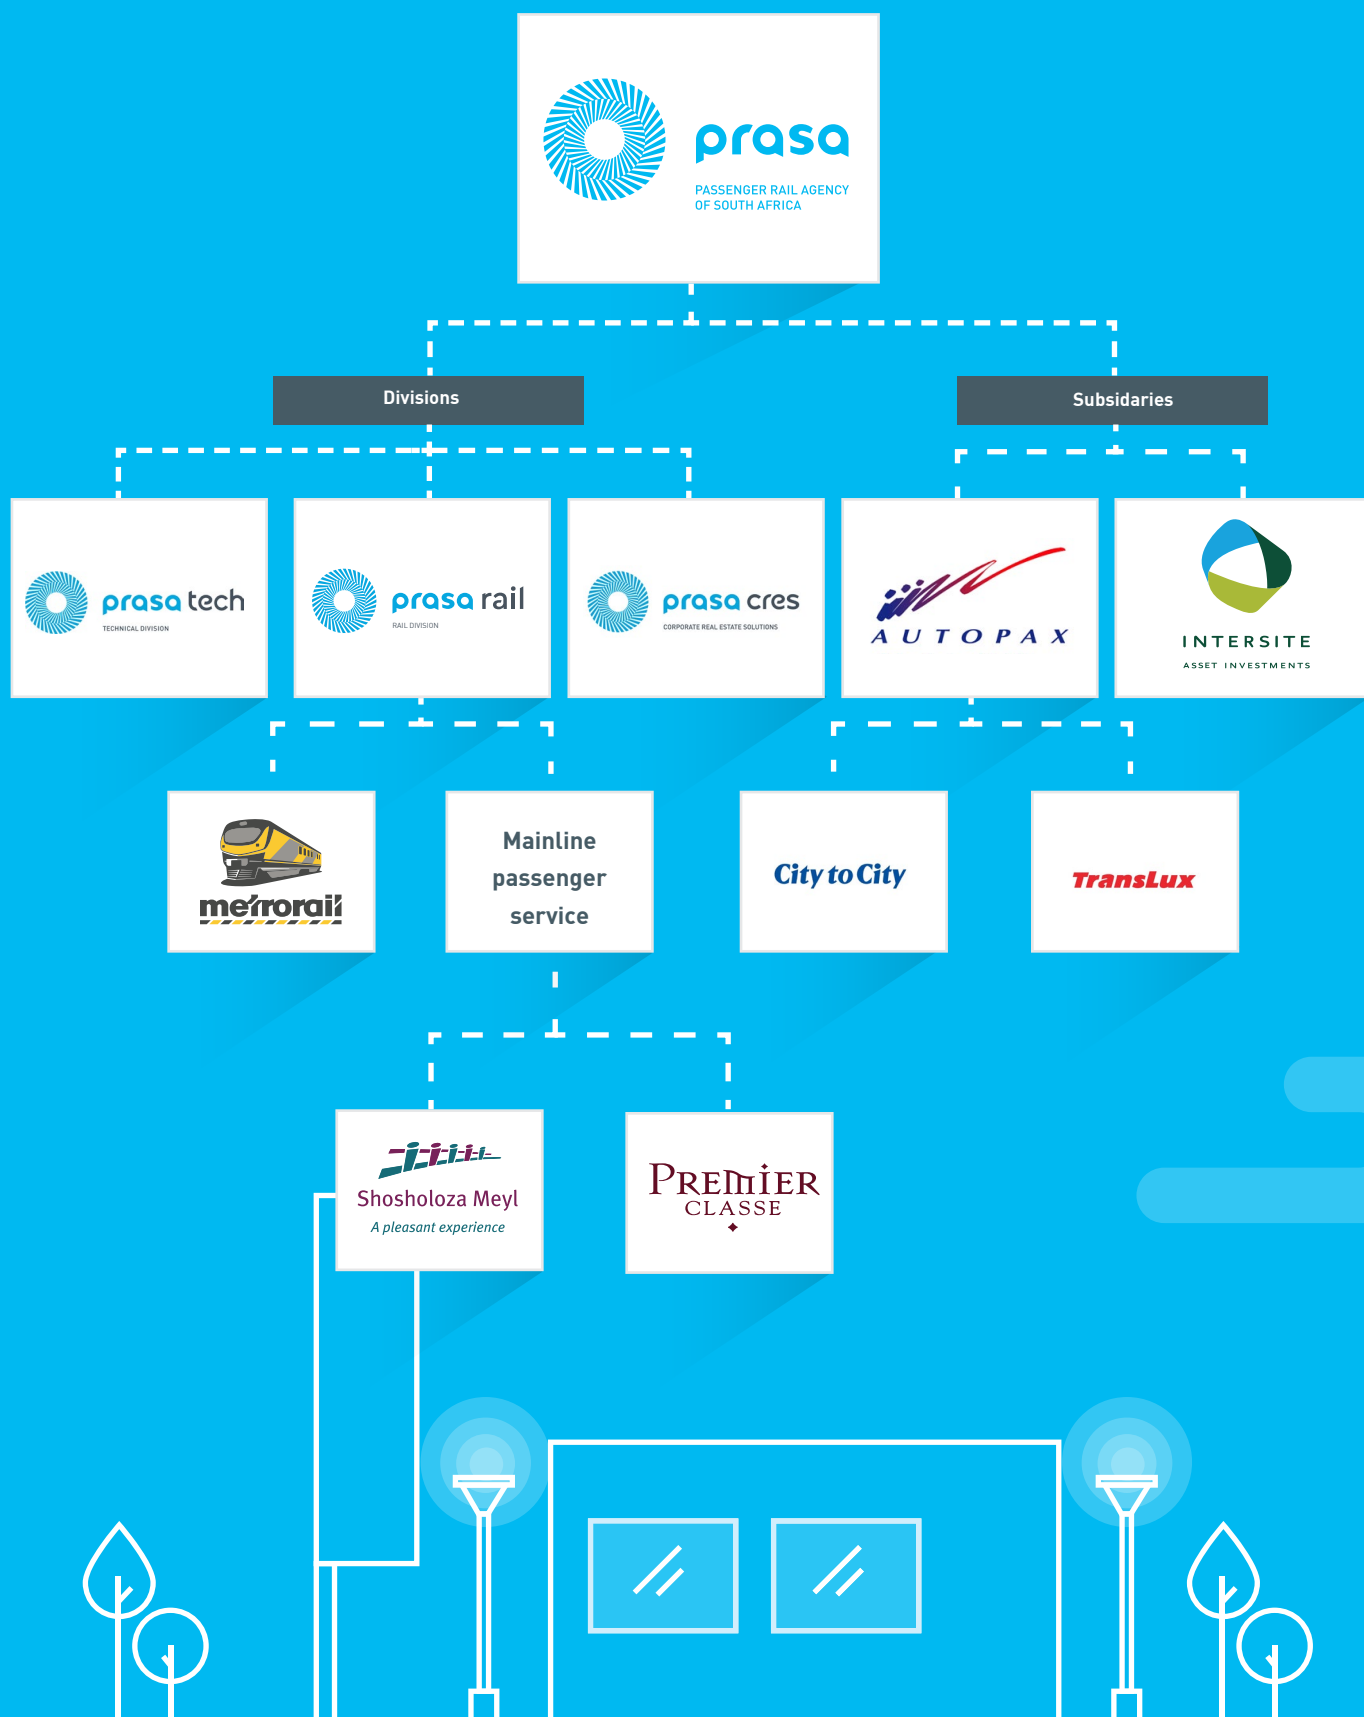 prasa
PASSENGER RAIL AGENCY
OF SOUTH AFRICA
Divisions
Subsidaries
prasa tech
TECHNICAL DIVISION
prasa rail
RAIL DIVISION
prasa cres
CORPORATE REAL ESTATE SOLUTIONS
AUTOPAX
INTERSITE
ASSET INVESTMENTS
metrorail
Mainline
passenger
service
City to City
TransLux
Shosholoza Meyl
A pleasant experience
PREMIER
CLASSE